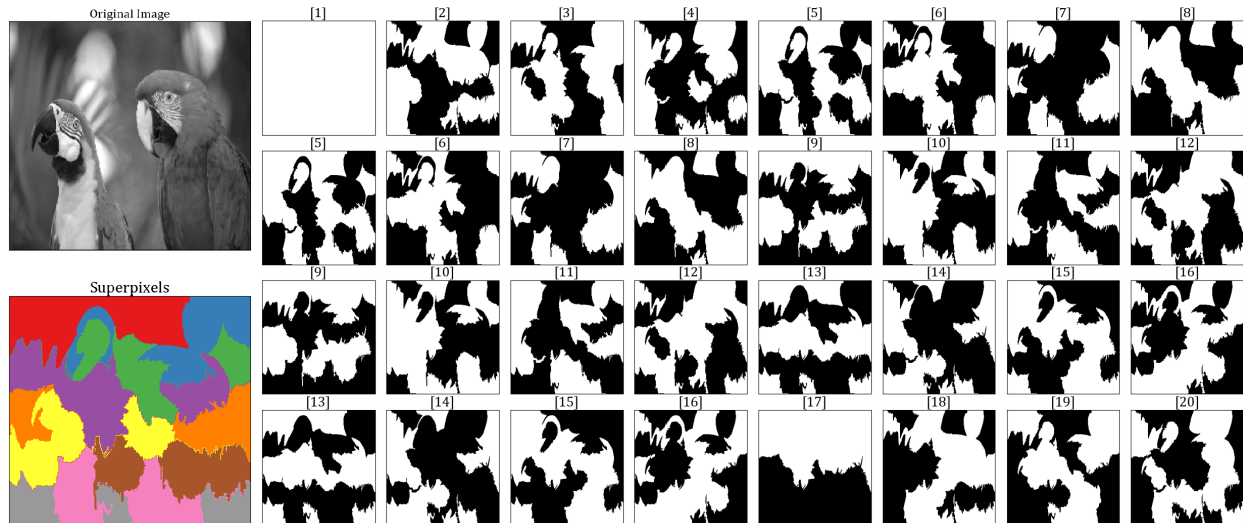 Original Image
[1] [2] [3] [4] [5] [6] [7] [8]
[5] [6] [7] [8] [9] [10] [11] [12]
Superpixels
[9] [10] [11] [12] [13] [14] [15] [16]
[13] [14] [15] [16] [17] [18] [19] [20]